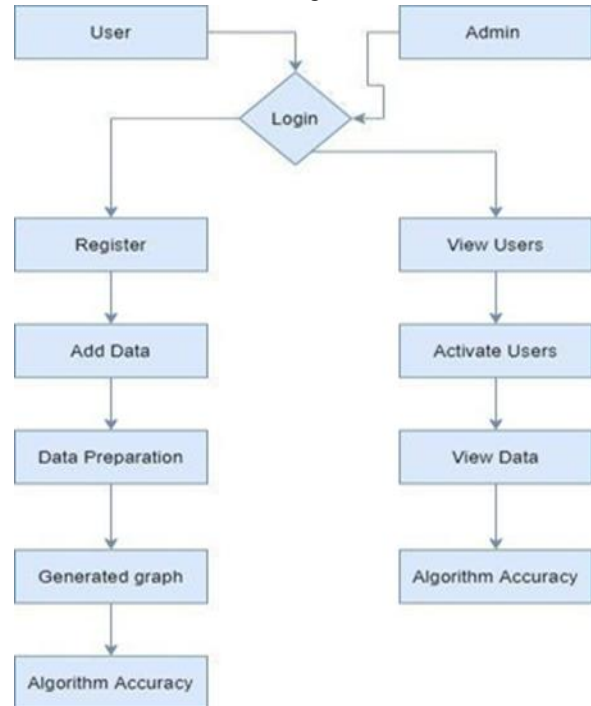 User
Admin
Login
Register
View Users
Add Data
Activate Users
Data Preparation
View Data
Generated graph
Algorithm Accuracy
Algorithm Accuracy